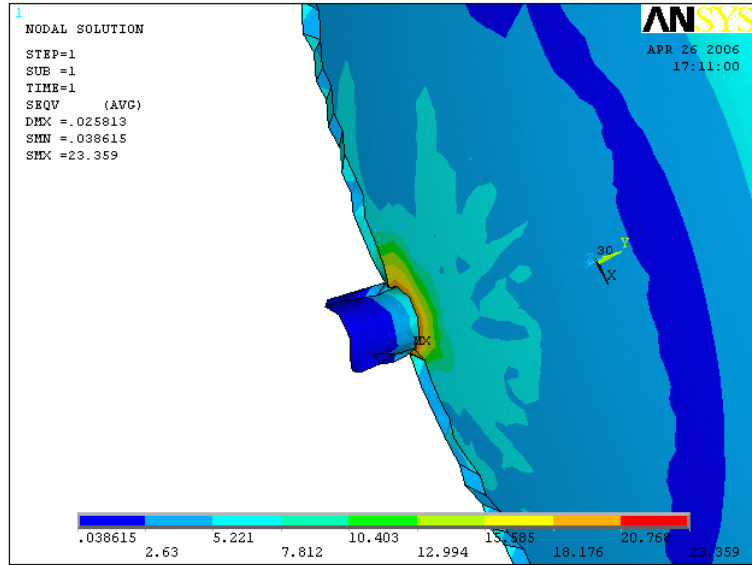 1
NODAL SOLUTION
STEP=1
SUB =1
TIME=1
SEQV (AVG)
DMX =.025813
SMN =.038615
SMX =23.359
ANSYS
APR 26 2006
17:11:00
30
Y
Z
X
MX
.038615 5.221 10.403 15.585 20.768
2.63 7.812 12.994 18.176 23.359